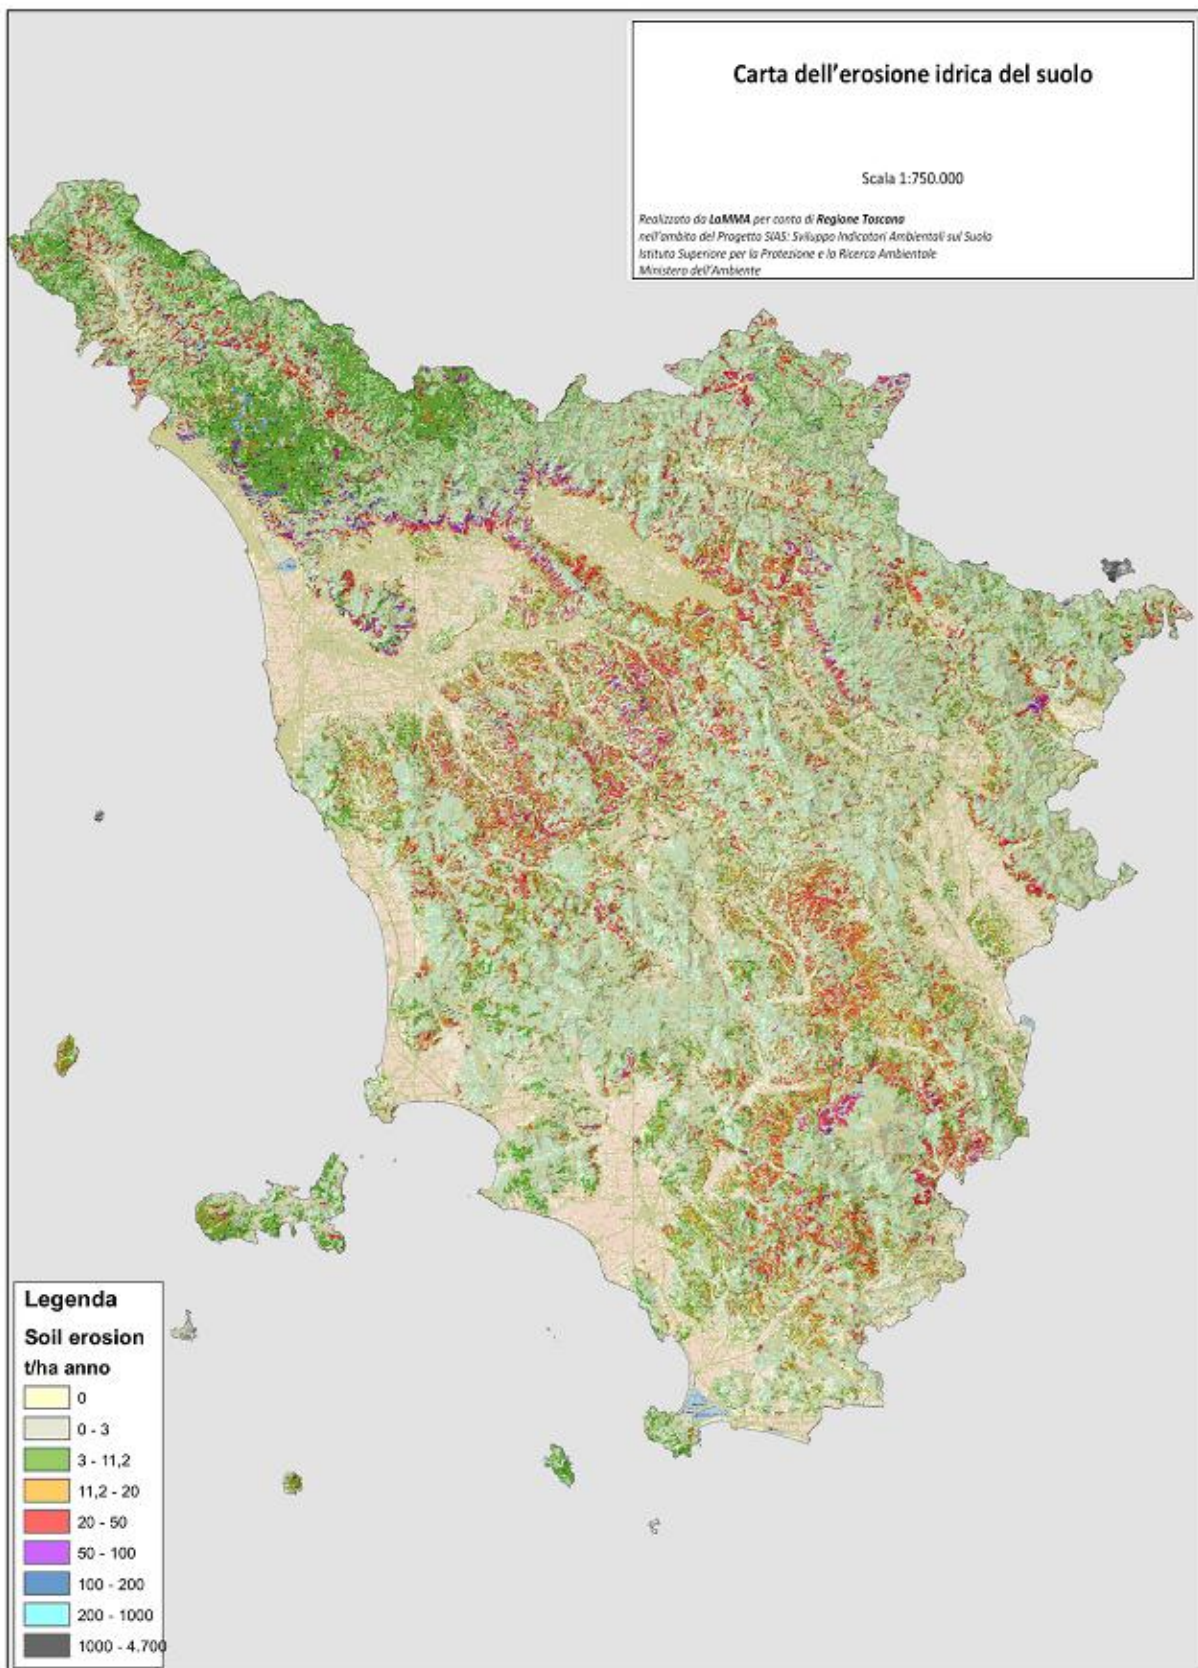 Carta dell'erosione idrica del suolo
Scala 1:750.000
Realizzato da LaMMA per conto di Regione Toscana
nell'ambito del Progetto SIAS: Sviluppo Indicatori Ambientali sul Suolo
Istituto Superiore per la Protezione e la Ricerca Ambientale
Ministero dell'Ambiente
Legenda
Soil erosion
t/ha anno
0
0 - 3
3 - 11,2
11,2 - 20
20 - 50
50 - 100
100 - 200
200 - 1000
1000 - 4.700